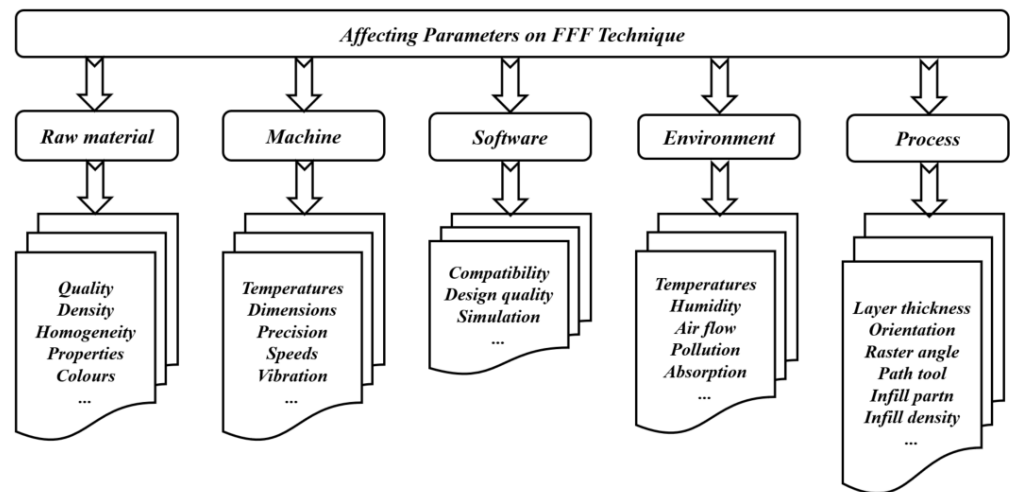 Affecting Parameters on FFF Technique
Raw material
Machine
Software
Environment
Process
Quality
Density
Homogeneity
Properties
Colours
...
Temperatures
Dimensions
Precision
Speeds
Vibration
...
Compatibility
Design quality
Simulation
...
Temperatures
Humidity
Air flow
Pollution
Absorption
...
Layer thickness
Orientation
Raster angle
Path tool
Infill partn
Infill density
...